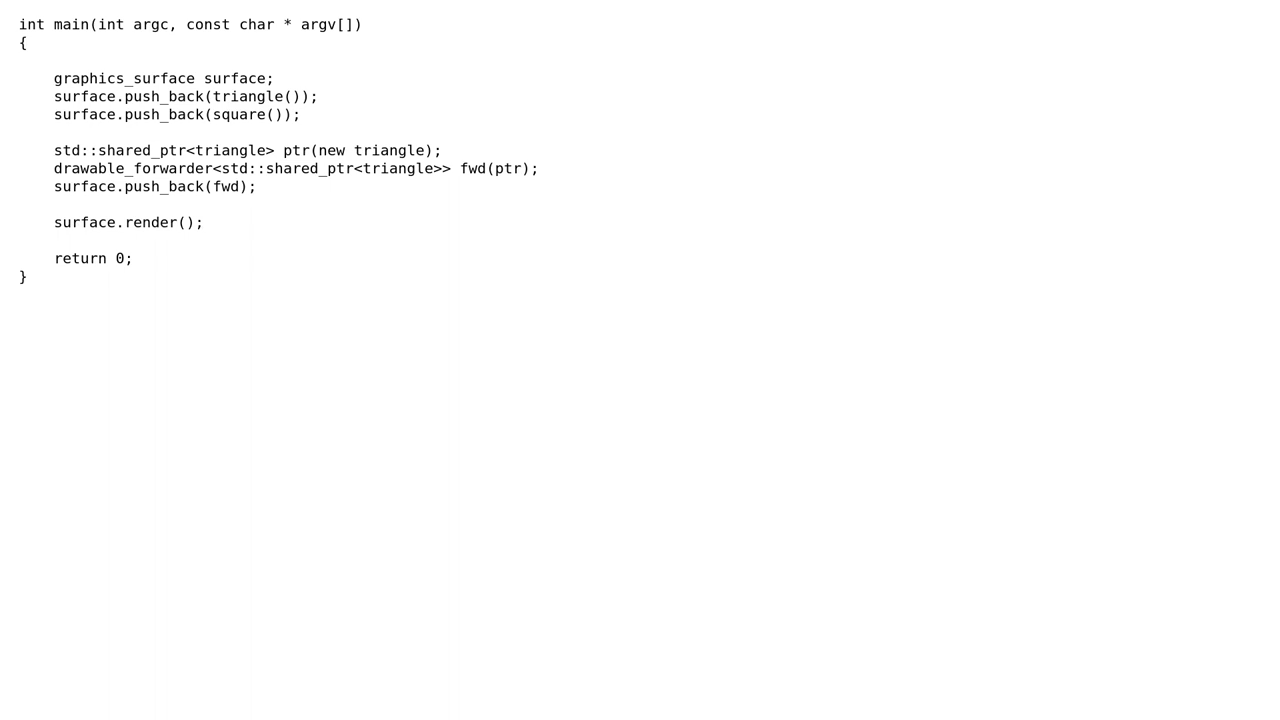 int main(int argc, const char * argv[])
{
    graphics_surface surface;
    surface.push_back(triangle());
    surface.push_back(square());
    std::shared_ptr<triangle> ptr(new triangle);
    drawable_forwarder<std::shared_ptr<triangle>> fwd(ptr);
    surface.push_back(fwd);
    surface.render();
    return 0;
}